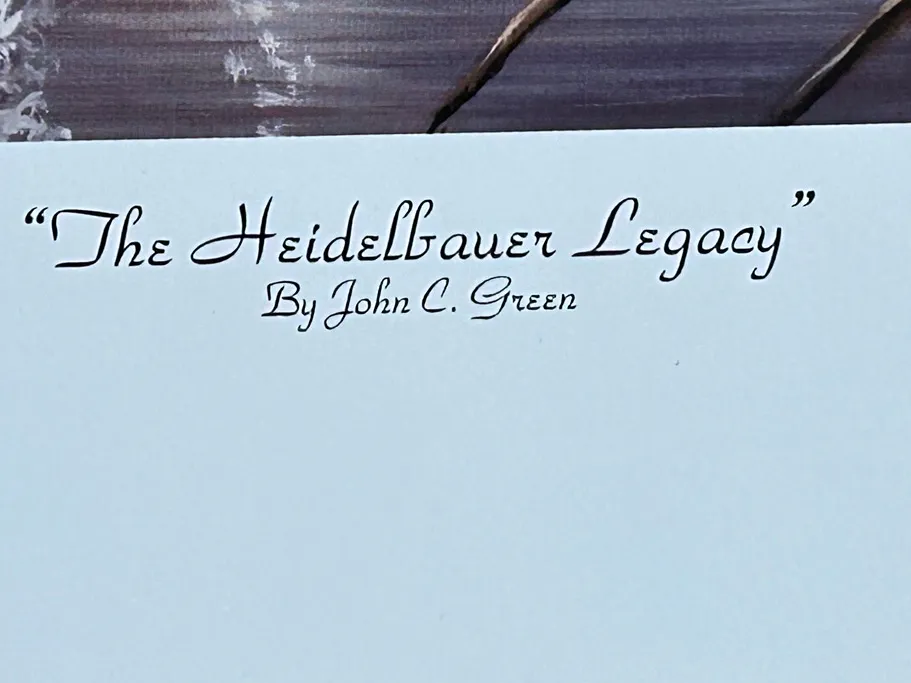 “The Heidelbauer Legacy”
By John C. Green